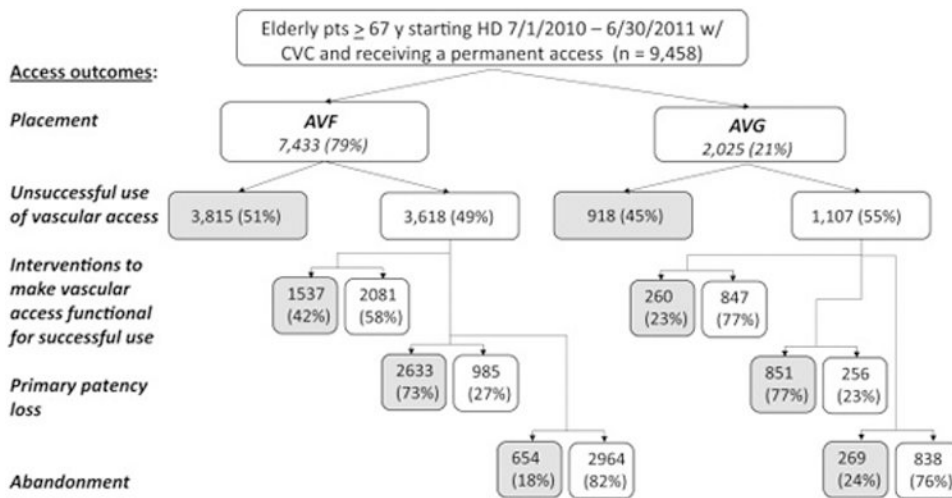 Elderly pts ≥ 67 y starting HD 7/1/2010 – 6/30/2011 w/
CVC and receiving a permanent access (n = 9,458)
Access outcomes:
Placement
AVF
7,433 (79%)
AVG
2,025 (21%)
Unsuccessful use
of vascular access
3,815 (51%)
3,618 (49%)
918 (45%)
1,107 (55%)
Interventions to
make vascular
access functional
for successful use
1537
(42%)
2081
(58%)
260
(23%)
847
(77%)
Primary patency
loss
2633
(73%)
985
(27%)
851
(77%)
256
(23%)
Abandonment
654
(18%)
2964
(82%)
269
(24%)
838
(76%)